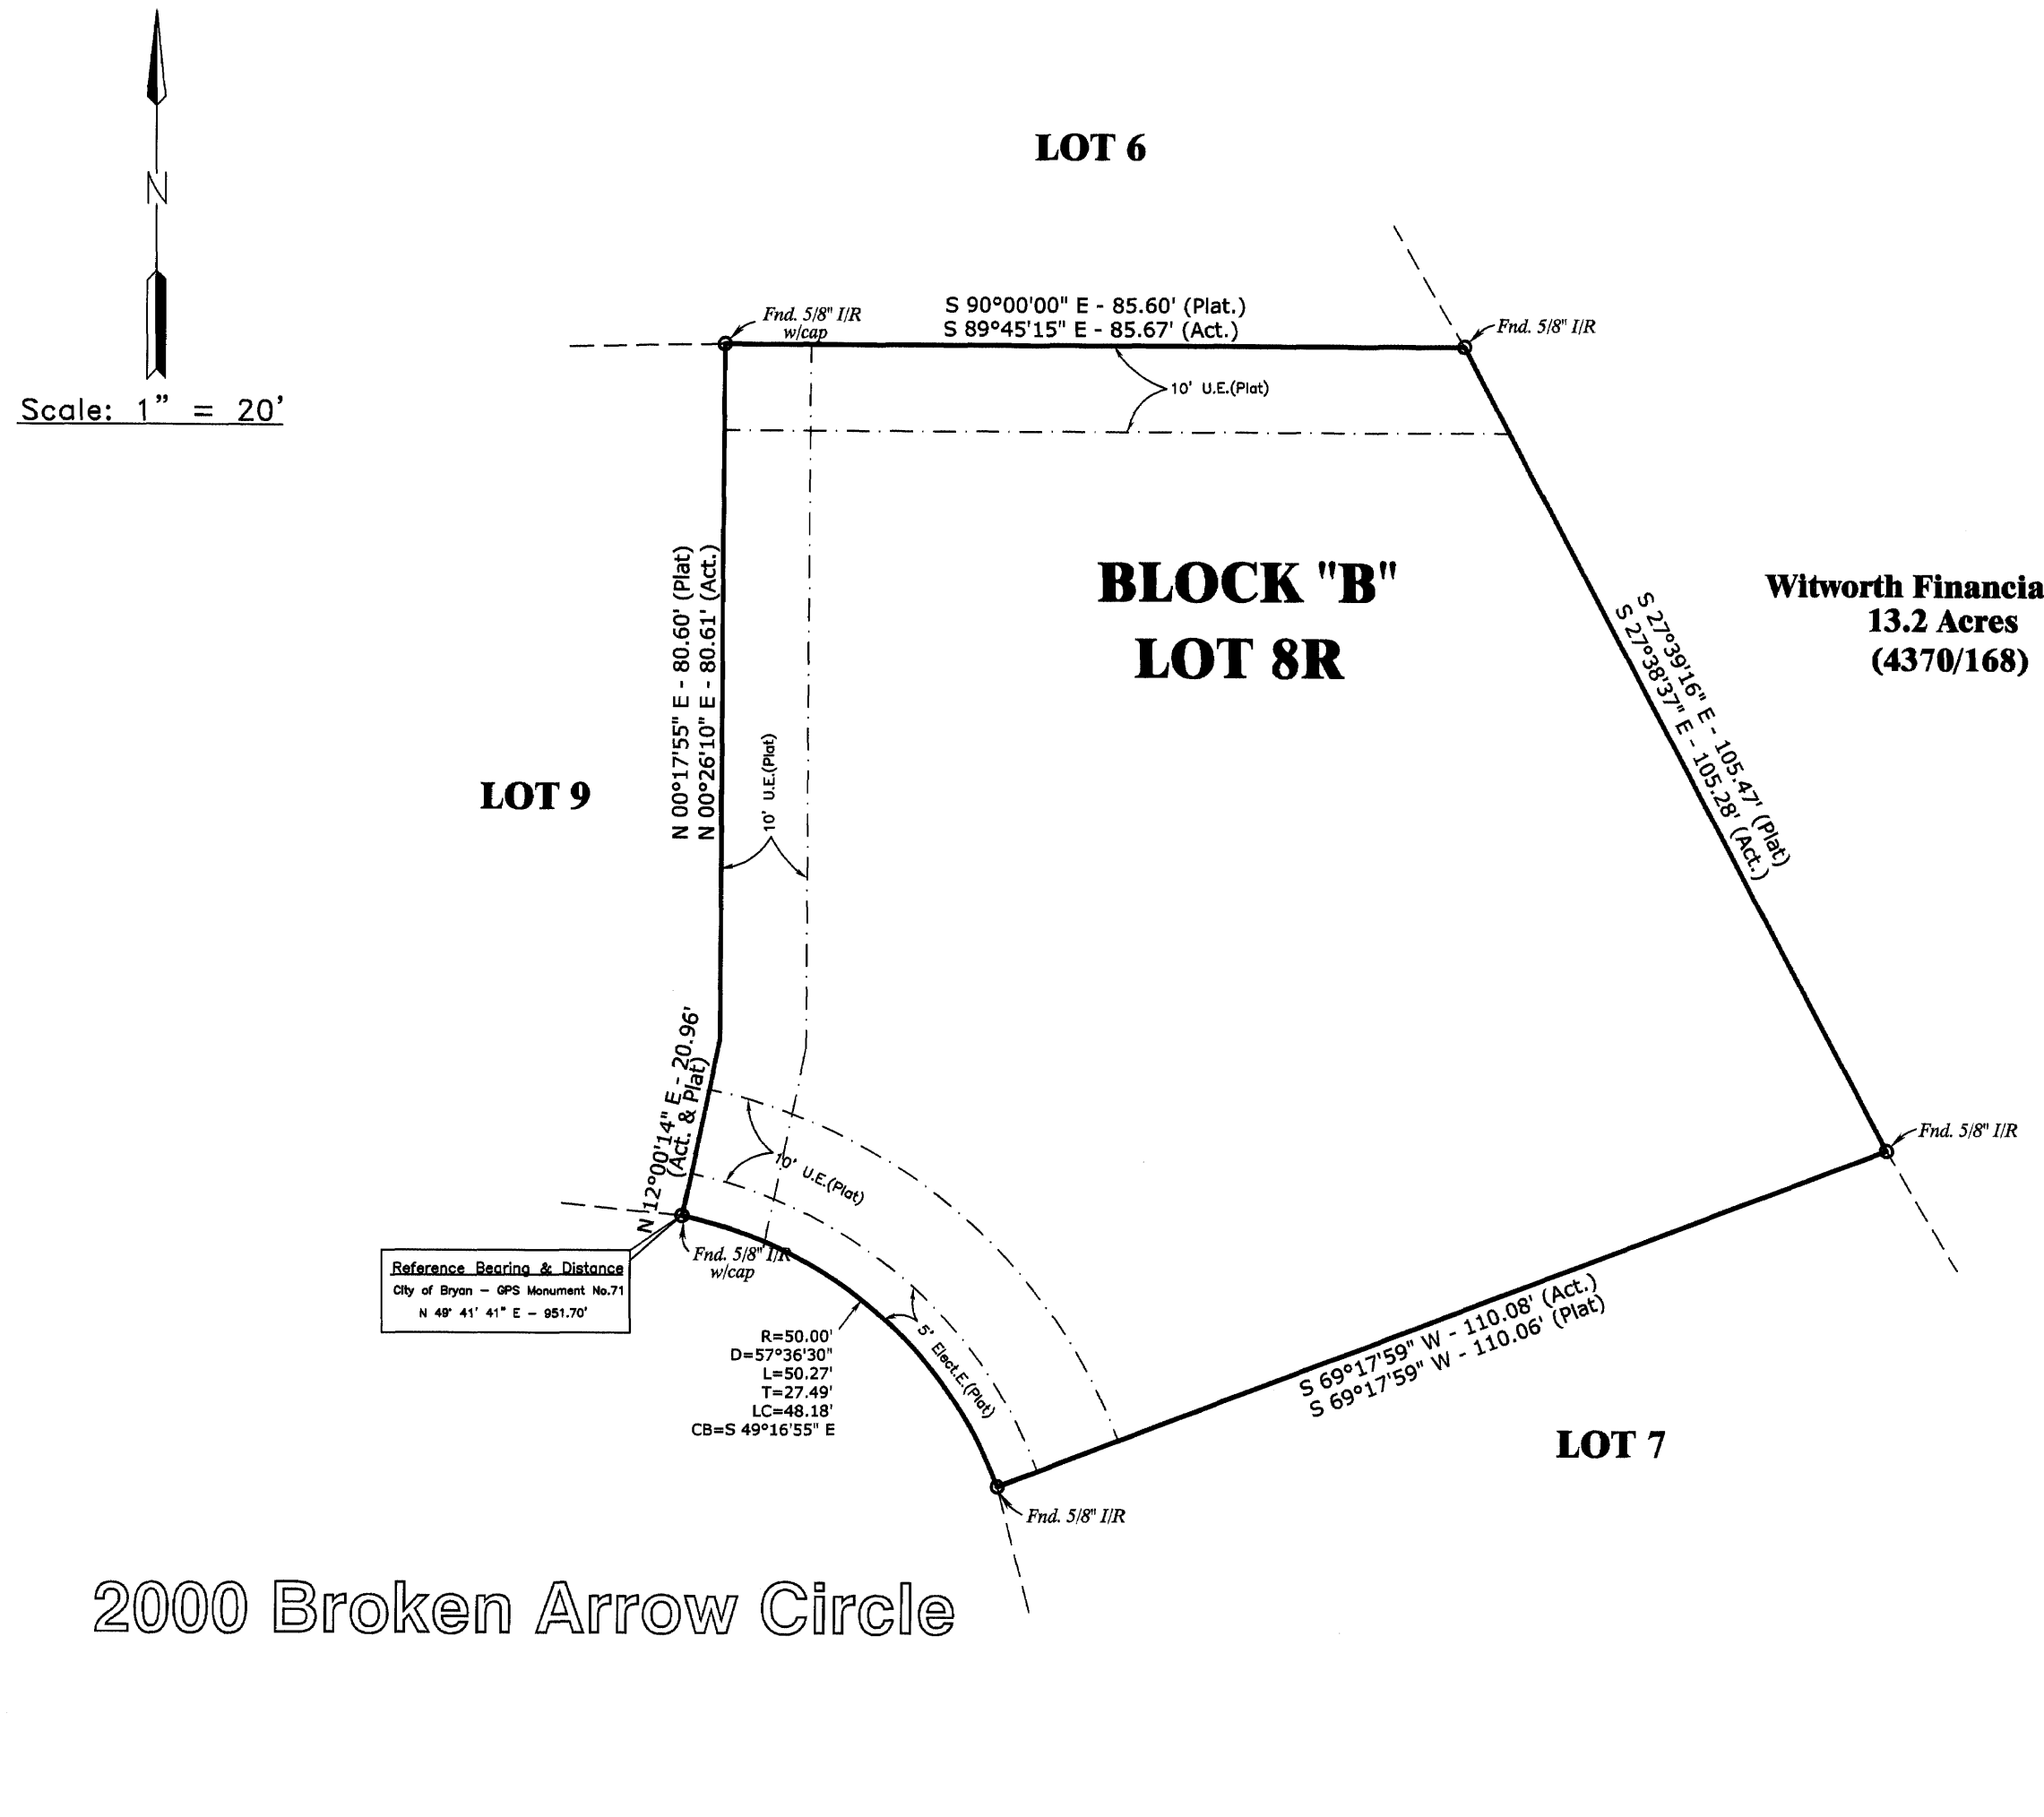 N
Scale: 1" = 20'
LOT 6
Fnd. 5/8" I/R
w/cap
S 90°00'00" E - 85.60' (Plat.)
S 89°45'15" E - 85.67' (Act.)
Fnd. 5/8" I/R
10' U.E.(Plat)
BLOCK "B"
LOT 8R
Witworth Financia
13.2 Acres
(4370/168)
S 27°39'16" E - 105.47' (Plat)
S 27°38'37" E - 105.28' (Act.)
N 00°17'55" E - 80.60' (Plat)
N 00°26'10" E - 80.61' (Act.)
10' U.E.(Plat)
LOT 9
N 12°00'14" E - 20.96'
(Act. & Plat)
10' U.E.(Plat)
Fnd. 5/8" I/R
Fnd. 5/8" I/R
w/cap
Reference Bearing & Distance
City of Bryan - GPS Monument No.71
N 49° 41' 41" E - 951.70'
5' Elect.E.(Plat)
R=50.00'
D=57°36'30"
L=50.27'
T=27.49'
LC=48.18'
CB=S 49°16'55" E
S 69°17'59" W - 110.08' (Act.)
S 69°17'59" W - 110.06' (Plat)
LOT 7
Fnd. 5/8" I/R
2000 Broken Arrow Circle